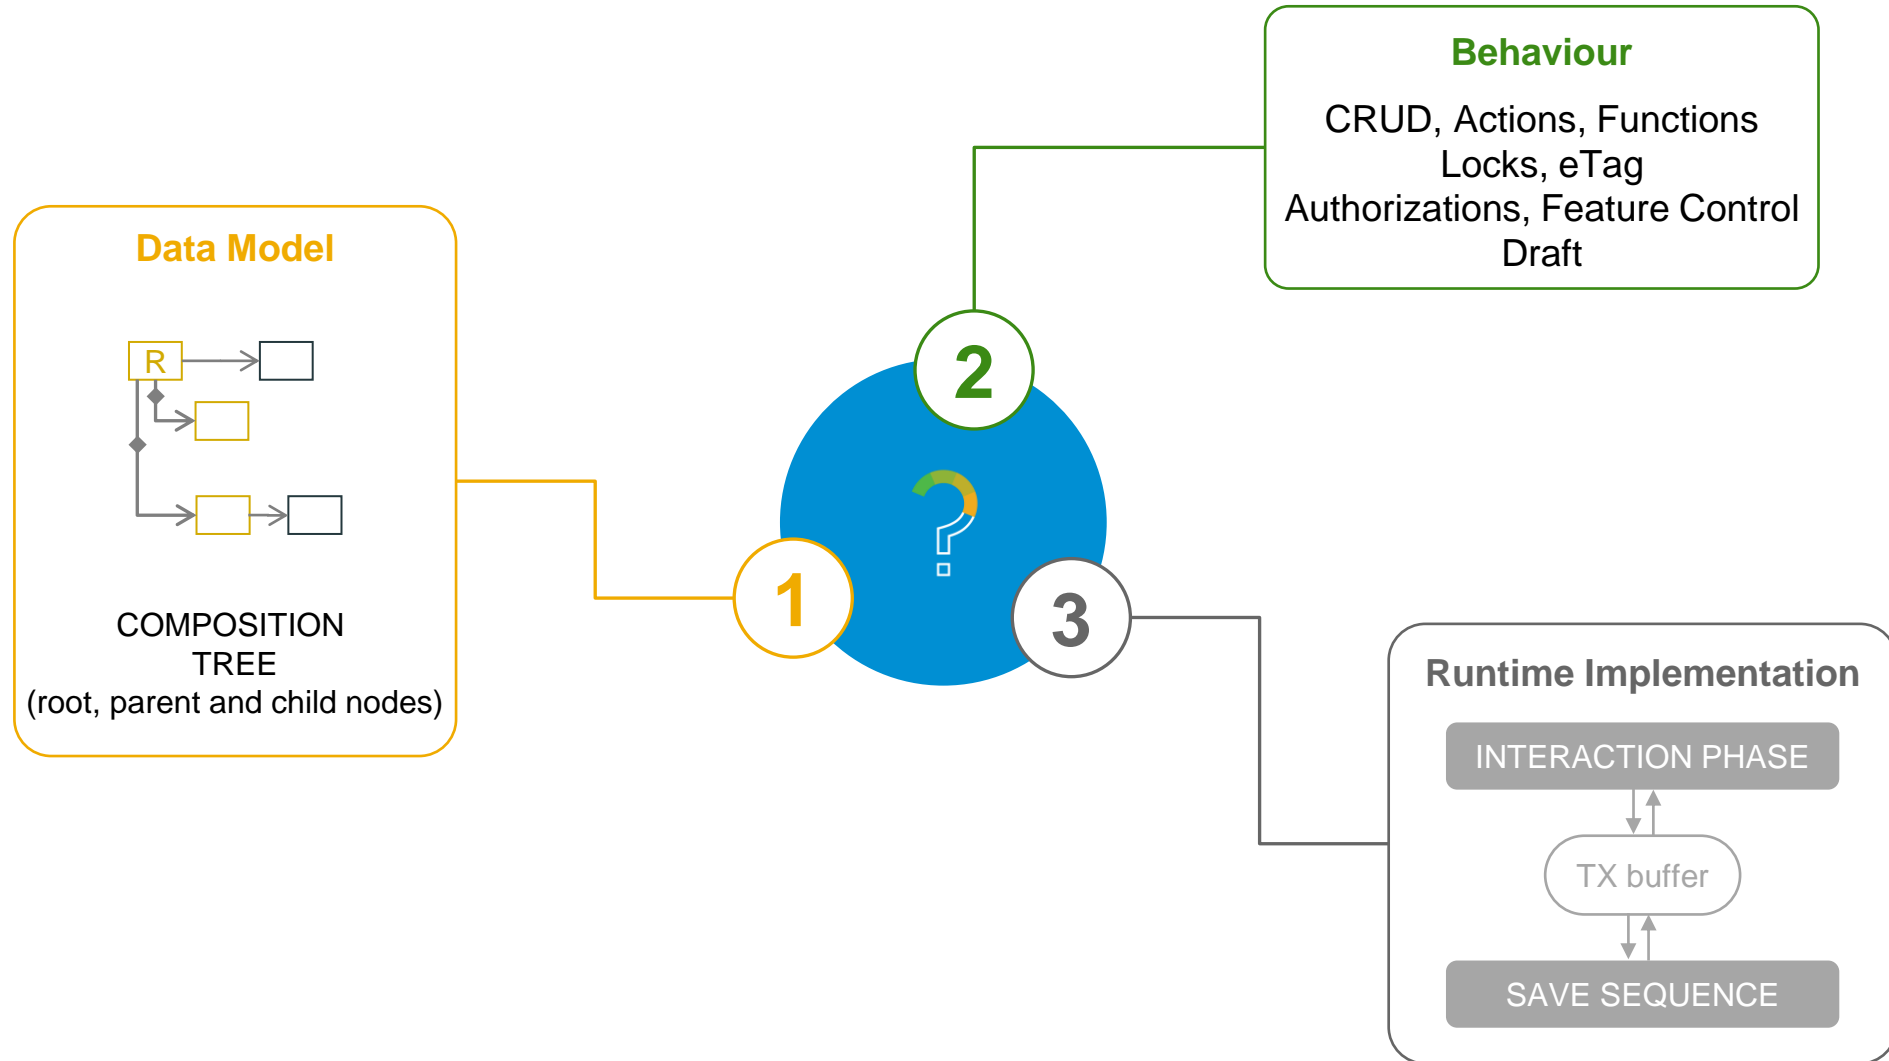 Data Model
R
COMPOSITION
TREE
(root, parent and child nodes)
1
2
3
Behaviour
CRUD, Actions, Functions
Locks, eTag
Authorizations, Feature Control
Draft
Runtime Implementation
INTERACTION PHASE
TX buffer
SAVE SEQUENCE